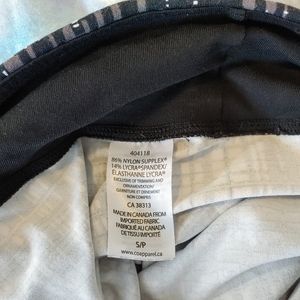 404118
86% NYLON SUPPLEX®
14% LYCRA®SPANDEX/
ELASTHANNE LYCRA®
EXCLUSIVE OF TRIMMING AND
ORNAMENTATION
GARNITURE ET ORNEMENT
NON COMPRIS
CA 38313
MADE IN CANADA FROM
IMPORTED FABRIC
FABRIQUÉ AU CANADA
DE TISSU IMPORTÉ
S/P
www.coapparel.ca